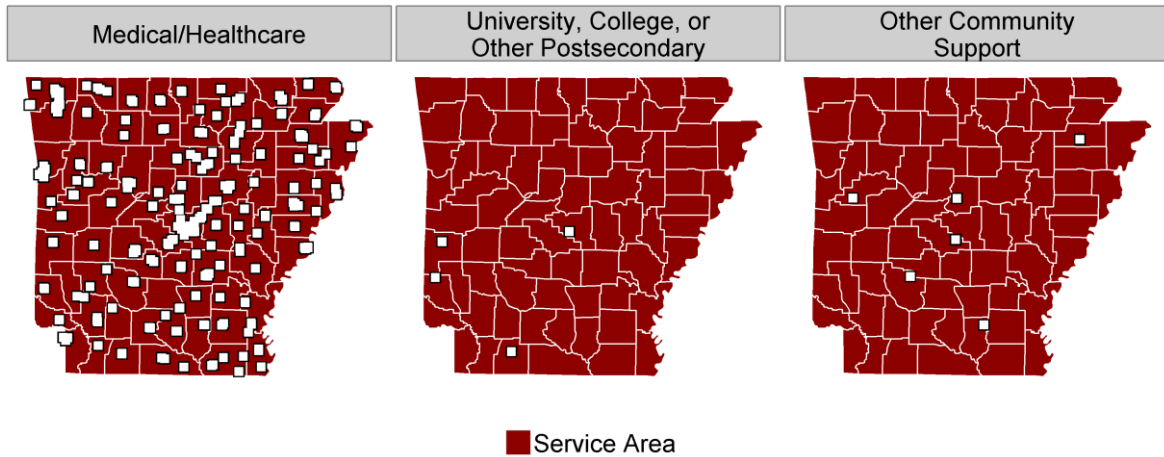 Medical/Healthcare
University, College, or
Other Postsecondary
Other Community
Support
Service Area